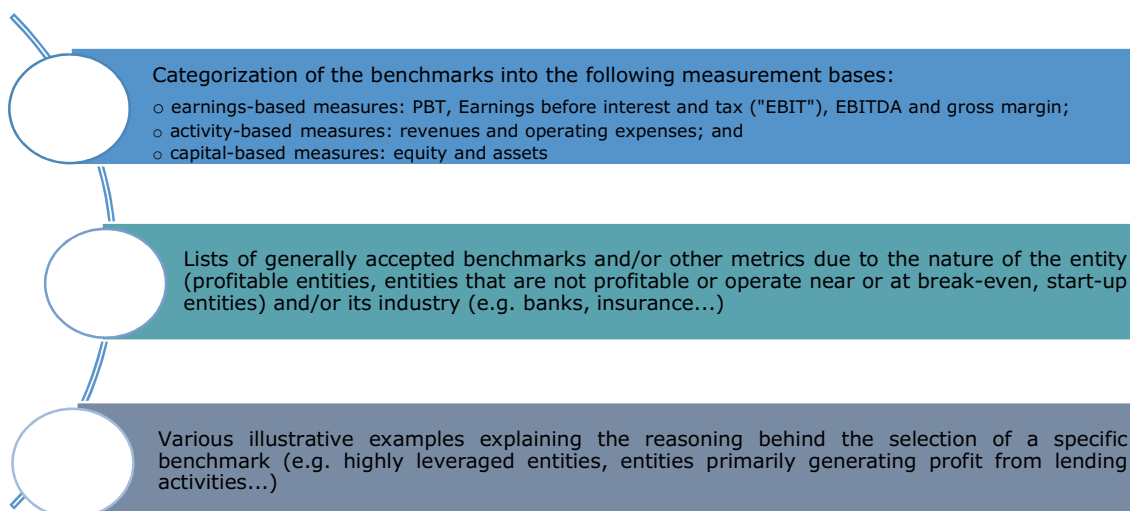 Categorization of the benchmarks into the following measurement bases:
o earnings-based measures: PBT, Earnings before interest and tax ("EBIT"), EBITDA and gross margin;
o activity-based measures: revenues and operating expenses; and
o capital-based measures: equity and assets
Lists of generally accepted benchmarks and/or other metrics due to the nature of the entity
(profitable entities, entities that are not profitable or operate near or at break-even, start-up
entities) and/or its industry (e.g. banks, insurance...)
Various illustrative examples explaining the reasoning behind the selection of a specific
benchmark (e.g. highly leveraged entities, entities primarily generating profit from lending
activities...)